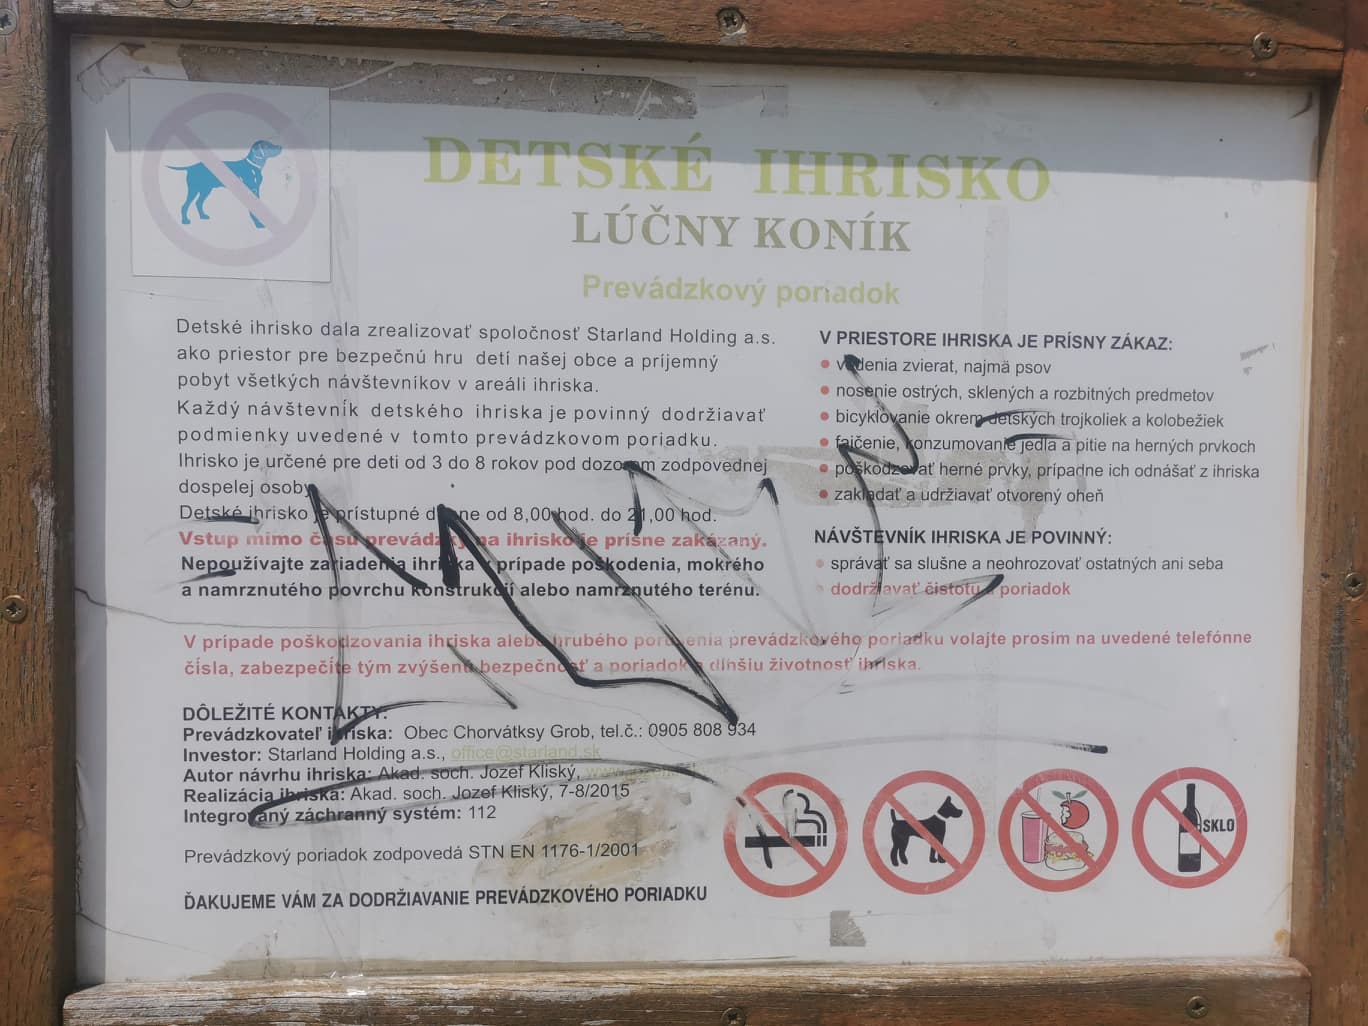 DETSKÉ IHRISKO
LÚČNY KONÍK
Prevádzkový poriadok
Detské ihrisko dala zrealizovať spoločnosť Starland Holding a.s.
ako priestor pre bezpečnú hru detí našej obce a príjemný
pobyt všetkých návštevníkov v areáli ihriska.
Každý návštevník detského ihriska je povinný dodržiavať
podmienky uvedené v tomto prevádzkovom poriadku.
Ihrisko je určené pre deti od 3 do 8 rokov pod dozorom zodpovednej
dospelej osoby
Detské ihrisko je prístupné denne od 8,00 hod. do 21,00 hod.
Vstup mimo času prevádzky na ihrisko je prísne zakázaný.
Nepoužívajte zariadenia ihriska v prípade poškodenia, mokrého
a namrznutého povrchu konstrukcií alebo namrznutého terénu.
V PRIESTORE IHRISKA JE PRÍSNY ZÁKAZ:
• vodenia zvierat, najmä psov
• nosenie ostrých, sklených a rozbitných predmetov
• bicyklovanie okrem detských trojkoliek a kolobežiek
• fajčenie, konzumovanie jedla a pitie na herných prvkoch
• poškodzovať herné prvky, prípadne ich odnášať z ihriska
• zakladať a udržiavať otvorený oheň
NÁVŠTEVNÍK IHRISKA JE POVINNÝ:
• správať sa slušne a neohrozovať ostatných ani seba
• dodržiavať čistotu a poriadok
V prípade poškodzovania ihriska alebo hrubého porušenia prevádzkového poriadku volajte prosím na uvedené telefónne
čísla, zabezpečíte tým zvýšenú bezpečnosť a poriadok a dlhšiu životnosť ihriska.
DÔLEŽITÉ KONTAKTY:
Prevádzkovateľ ihriska: Obec Chorvátksy Grob, tel.č.: 0905 808 934
Investor: Starland Holding a.s., office@starland.sk
Autor návrhu ihriska: Akad. soch. Jozef Kliský,
Realizácia ihriska: Akad. soch. Jozef Kliský, 7-8/2015
Integrovaný záchranný systém: 112
Prevádzkový poriadok zodpovedá STN EN 1176-1/2001
ĎAKUJEME VÁM ZA DODRŽIAVANIE PREVÁDZKOVÉHO PORIADKU
SKLO